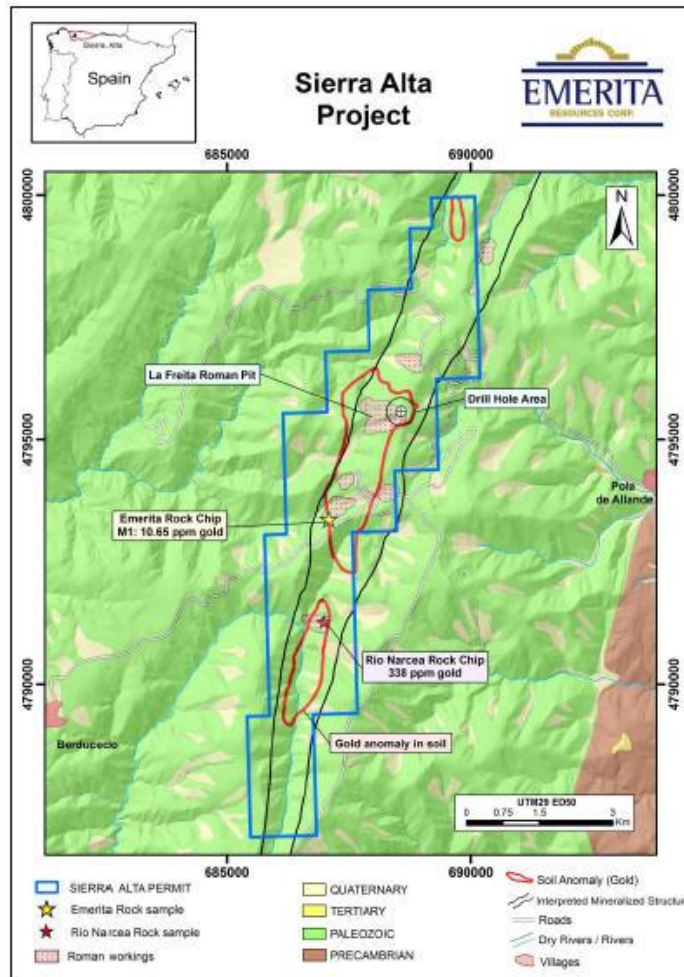 Sierra Alta
Spain
Sierra Alta
Project
EMERITA
RESOURCES CORP.
685000
690000
4800000
4800000
N
La Freita Roman Pit
Drill Hole Area
4795000
4795000
Pola
de Allande
Emerita Rock Chip
M1: 10.65 ppm gold
Rio Narcea Rock Chip
338 ppm gold
4790000
4790000
Berducecio
Gold anomaly in soil
UTM29 ED50
0 0.75 1.5 3
Km
685000
690000
SIERRA ALTA PERMIT
Emerita Rock sample
Rio Narcea Rock sample
Roman workings
QUATERNARY
TERTIARY
PALEOZOIC
PRECAMBRIAN
Soil Anomaly (Gold)
Interpreted Mineralized Structure
Roads
Dry Rivers / Rivers
Villages